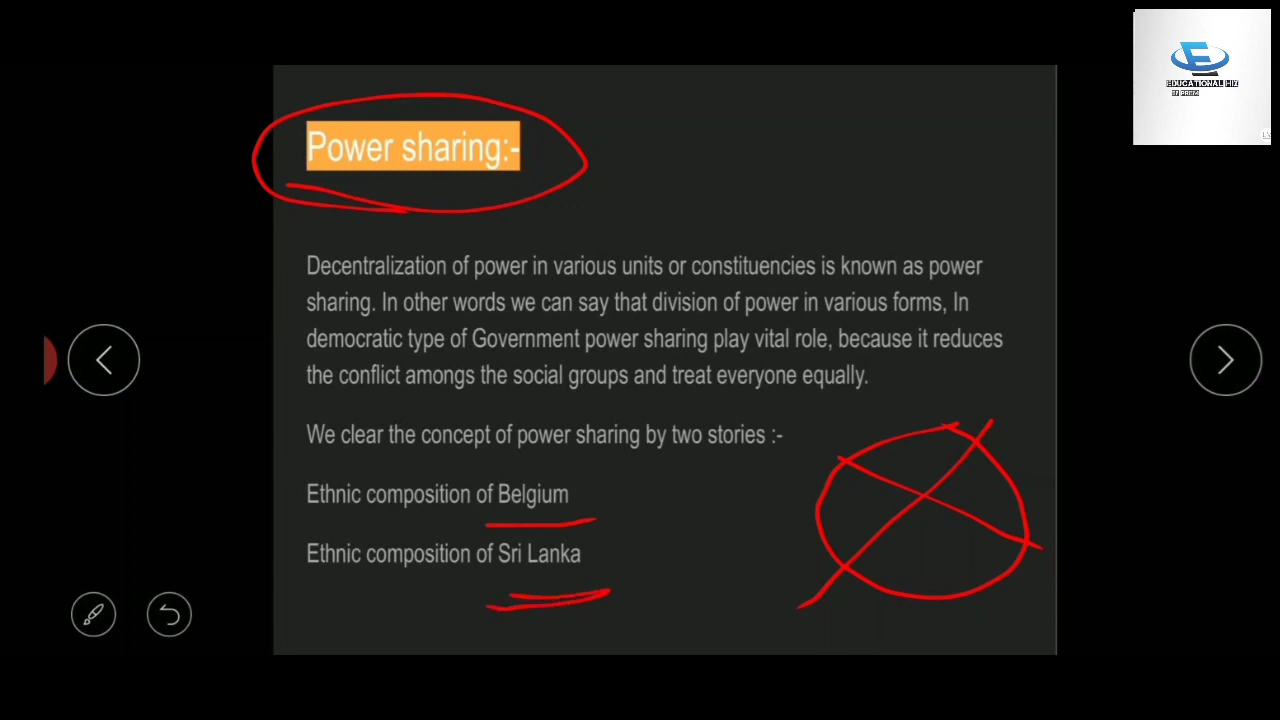 EDUCATIONAL HIZ
BY PREM
Power sharing:-
Decentralization of power in various units or constituencies is known as power
sharing. In other words we can say that division of power in various forms, In
democratic type of Government power sharing play vital role, because it reduces
the conflict amongs the social groups and treat everyone equally.
We clear the concept of power sharing by two stories :-
Ethnic composition of Belgium
Ethnic composition of Sri Lanka